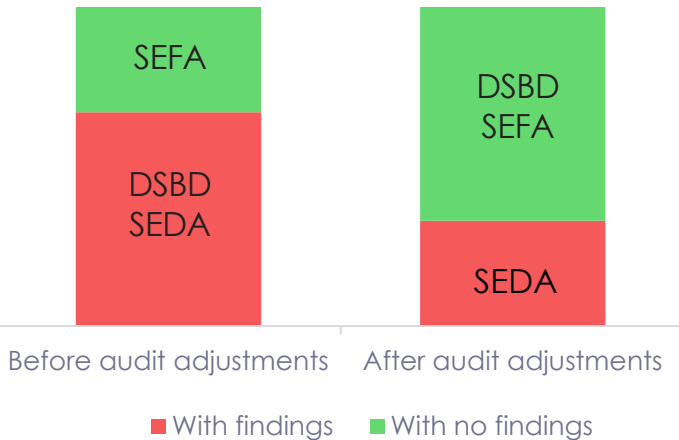 SEFA
DSBD
SEDA
DSBD
SEFA
SEDA
Before audit adjustments
After audit adjustments
With findings
With no findings